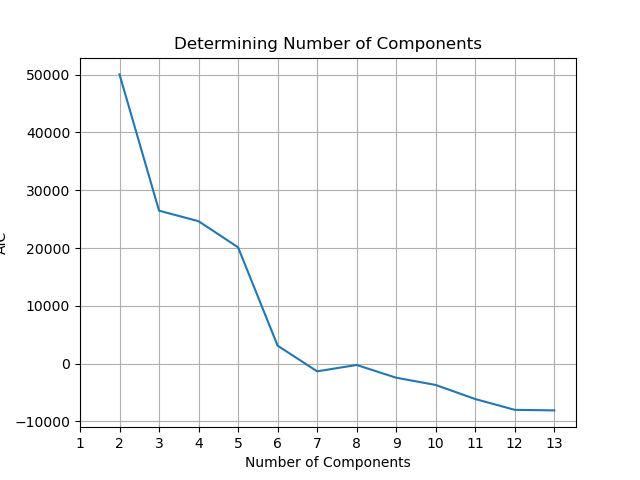 Determining Number of Components
50000
40000
30000
20000
10000
0
−10000
AIC
1 2 3 4 5 6 7 8 9 10 11 12 13
Number of Components